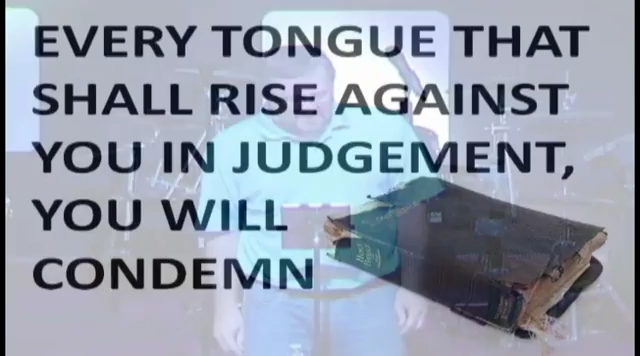 EVERY TONGUE THAT
SHALL RISE AGAINST
YOU IN JUDGEMENT,
YOU WILL
CONDEMN